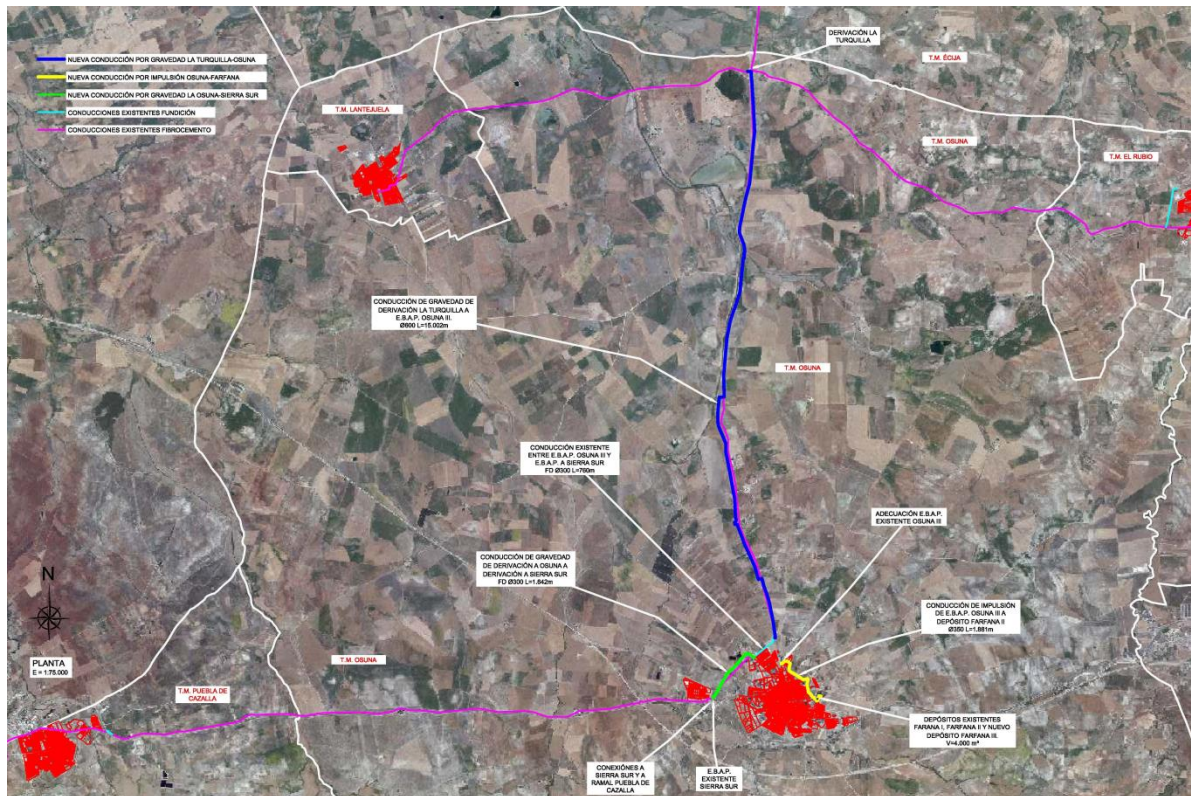 DERIVACIÓN LA
TURQUILLA
T.M. ÉCIJA
NUEVA CONDUCCIÓN POR GRAVEDAD LA TURQUILLA-OSUNA
NUEVA CONDUCCIÓN POR IMPULSIÓN OSUNA-FARFANA
NUEVA CONDUCCIÓN POR GRAVEDAD LA OSUNA-SIERRA SUR
CONDUCCIONES EXISTENTES FUNDICIÓN
CONDUCCIONES EXISTENTES FIBROCEMENTO
T.M. LANTEJUELA
T.M. OSUNA
T.M. EL RUBIO
CONDUCCIÓN DE GRAVEDAD DE
DERIVACIÓN LA TURQUILLA A
E.B.A.P. OSUNA III.
Ø600 L=15.002m
T.M. OSUNA
CONDUCCIÓN EXISTENTE
ENTRE E.B.A.P. OSUNA III Y
E.B.A.P. A SIERRA SUR
FD Ø300 L=760m
ADECUACIÓN E.B.A.P.
EXISTENTE OSUNA III
CONDUCCIÓN DE GRAVEDAD
DE DERIVACIÓN A OSUNA A
DERIVACIÓN A SIERRA SUR
FD Ø300 L=1.842m
N
CONDUCCIÓN DE IMPULSIÓN
DE E.B.A.P. OSUNA III A
DEPÓSITO FARFANA II
Ø350 L=1.881m
PLANTA
E = 1:75.000
T.M. OSUNA
T.M. PUEBLA DE
CAZALLA
DEPÓSITOS EXISTENTES
FARANA I, FARFANA II Y NUEVO
DEPÓSITO FARFANA III.
V=4.000 m³
CONEXIÓNES A
SIERRA SUR Y A
RAMAL PUEBLA DE
CAZALLA
E.B.A.P.
EXISTENTE
SIERRA SUR